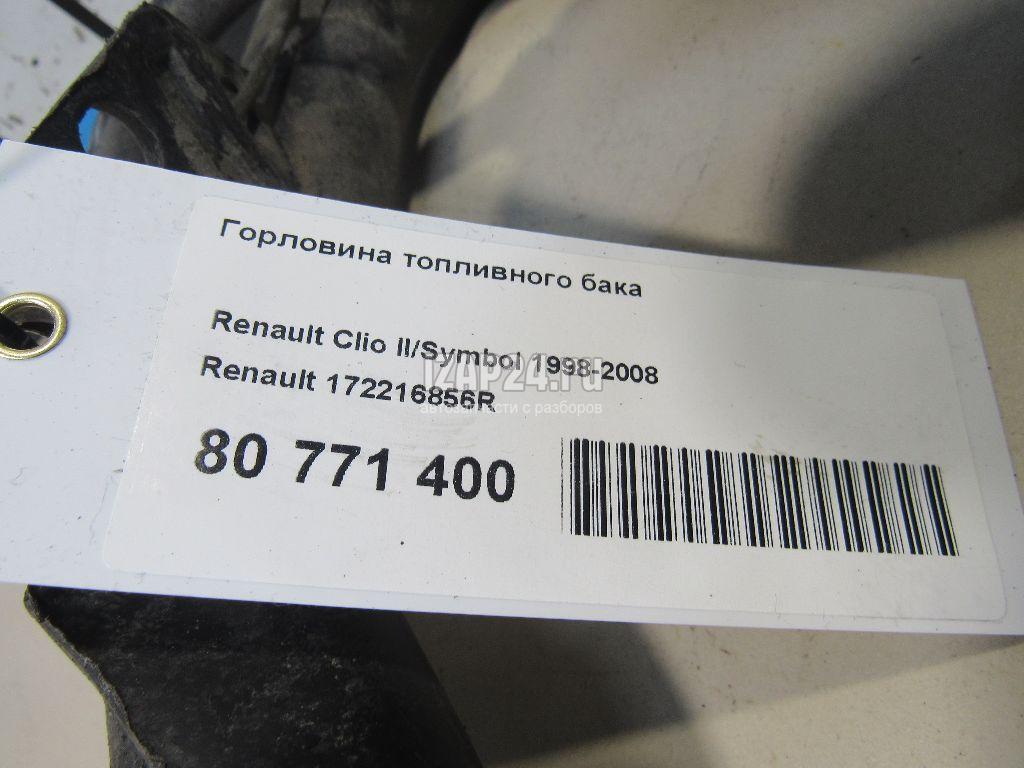 Горловина топливного бака
Renault Clio II/Symbol 1998-2008
Renault 172216856R
IZAP24.ru
автозапчасти с разборов
80 771 400